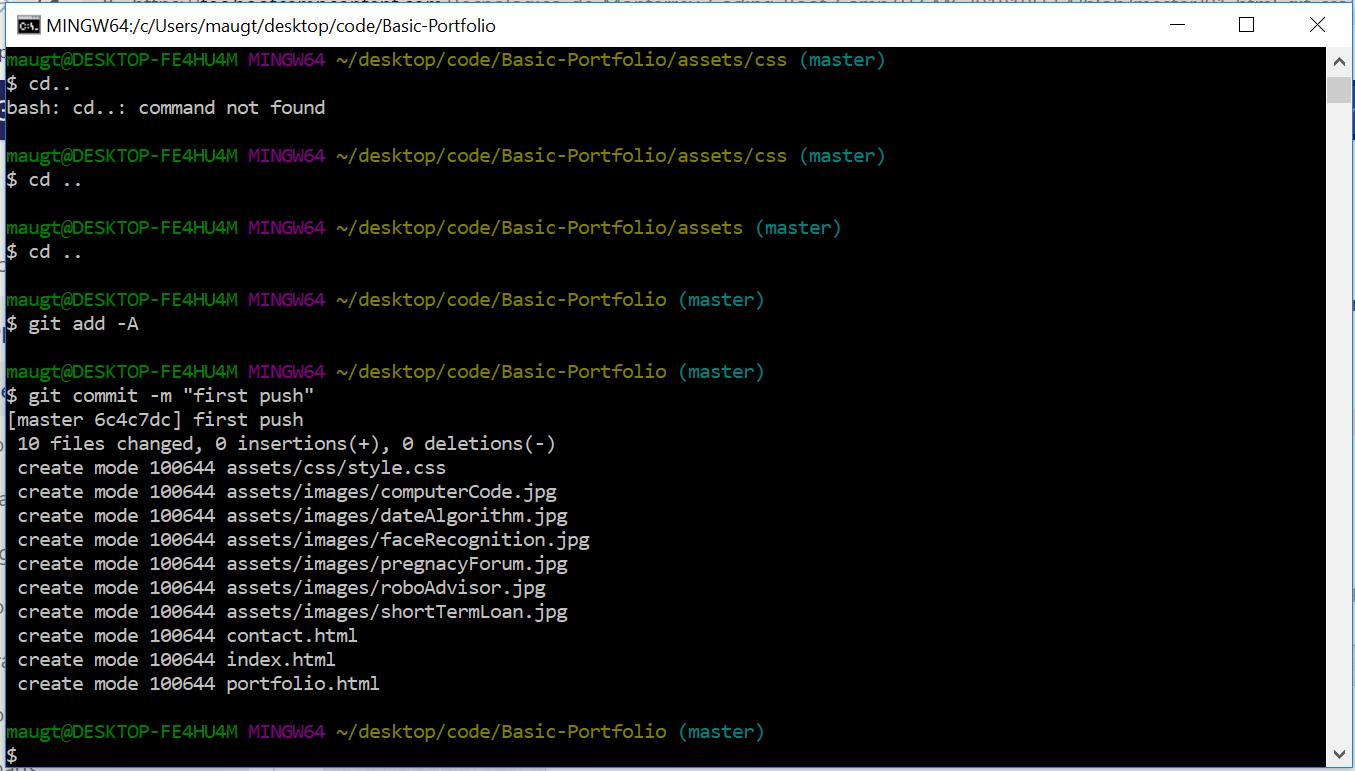 MINGW64:/c/Users/maugt/desktop/code/Basic-Portfolio
maugt@DESKTOP-FE4HU4M MINGW64 ~/desktop/code/Basic-Portfolio/assets/css (master)
$ cd..
bash: cd..: command not found
maugt@DESKTOP-FE4HU4M MINGW64 ~/desktop/code/Basic-Portfolio/assets/css (master)
$ cd ..
maugt@DESKTOP-FE4HU4M MINGW64 ~/desktop/code/Basic-Portfolio/assets (master)
$ cd ..
maugt@DESKTOP-FE4HU4M MINGW64 ~/desktop/code/Basic-Portfolio (master)
$ git add -A
maugt@DESKTOP-FE4HU4M MINGW64 ~/desktop/code/Basic-Portfolio (master)
$ git commit -m "first push"
[master 6c4c7dc] first push
10 files changed, 0 insertions(+), 0 deletions(-)
create mode 100644 assets/css/style.css
create mode 100644 assets/images/computerCode.jpg
create mode 100644 assets/images/dateAlgorithm.jpg
create mode 100644 assets/images/faceRecognition.jpg
create mode 100644 assets/images/pregnacyForum.jpg
create mode 100644 assets/images/roboAdvisor.jpg
create mode 100644 assets/images/shortTermLoan.jpg
create mode 100644 contact.html
create mode 100644 index.html
create mode 100644 portfolio.html
maugt@DESKTOP-FE4HU4M MINGW64 ~/desktop/code/Basic-Portfolio (master)
$